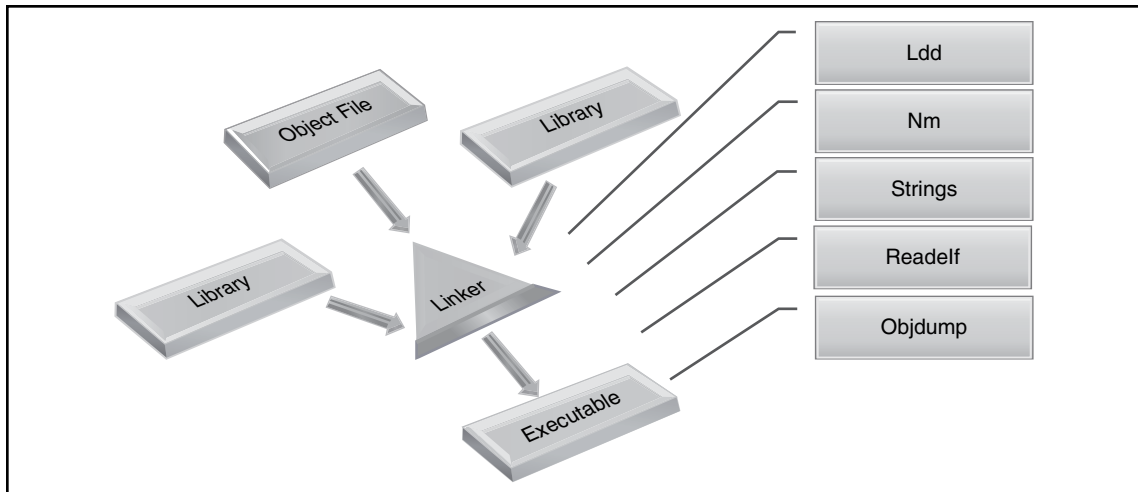 Object File
Library
Library
Linker
Executable
Ldd
Nm
Strings
Readelf
Objdump